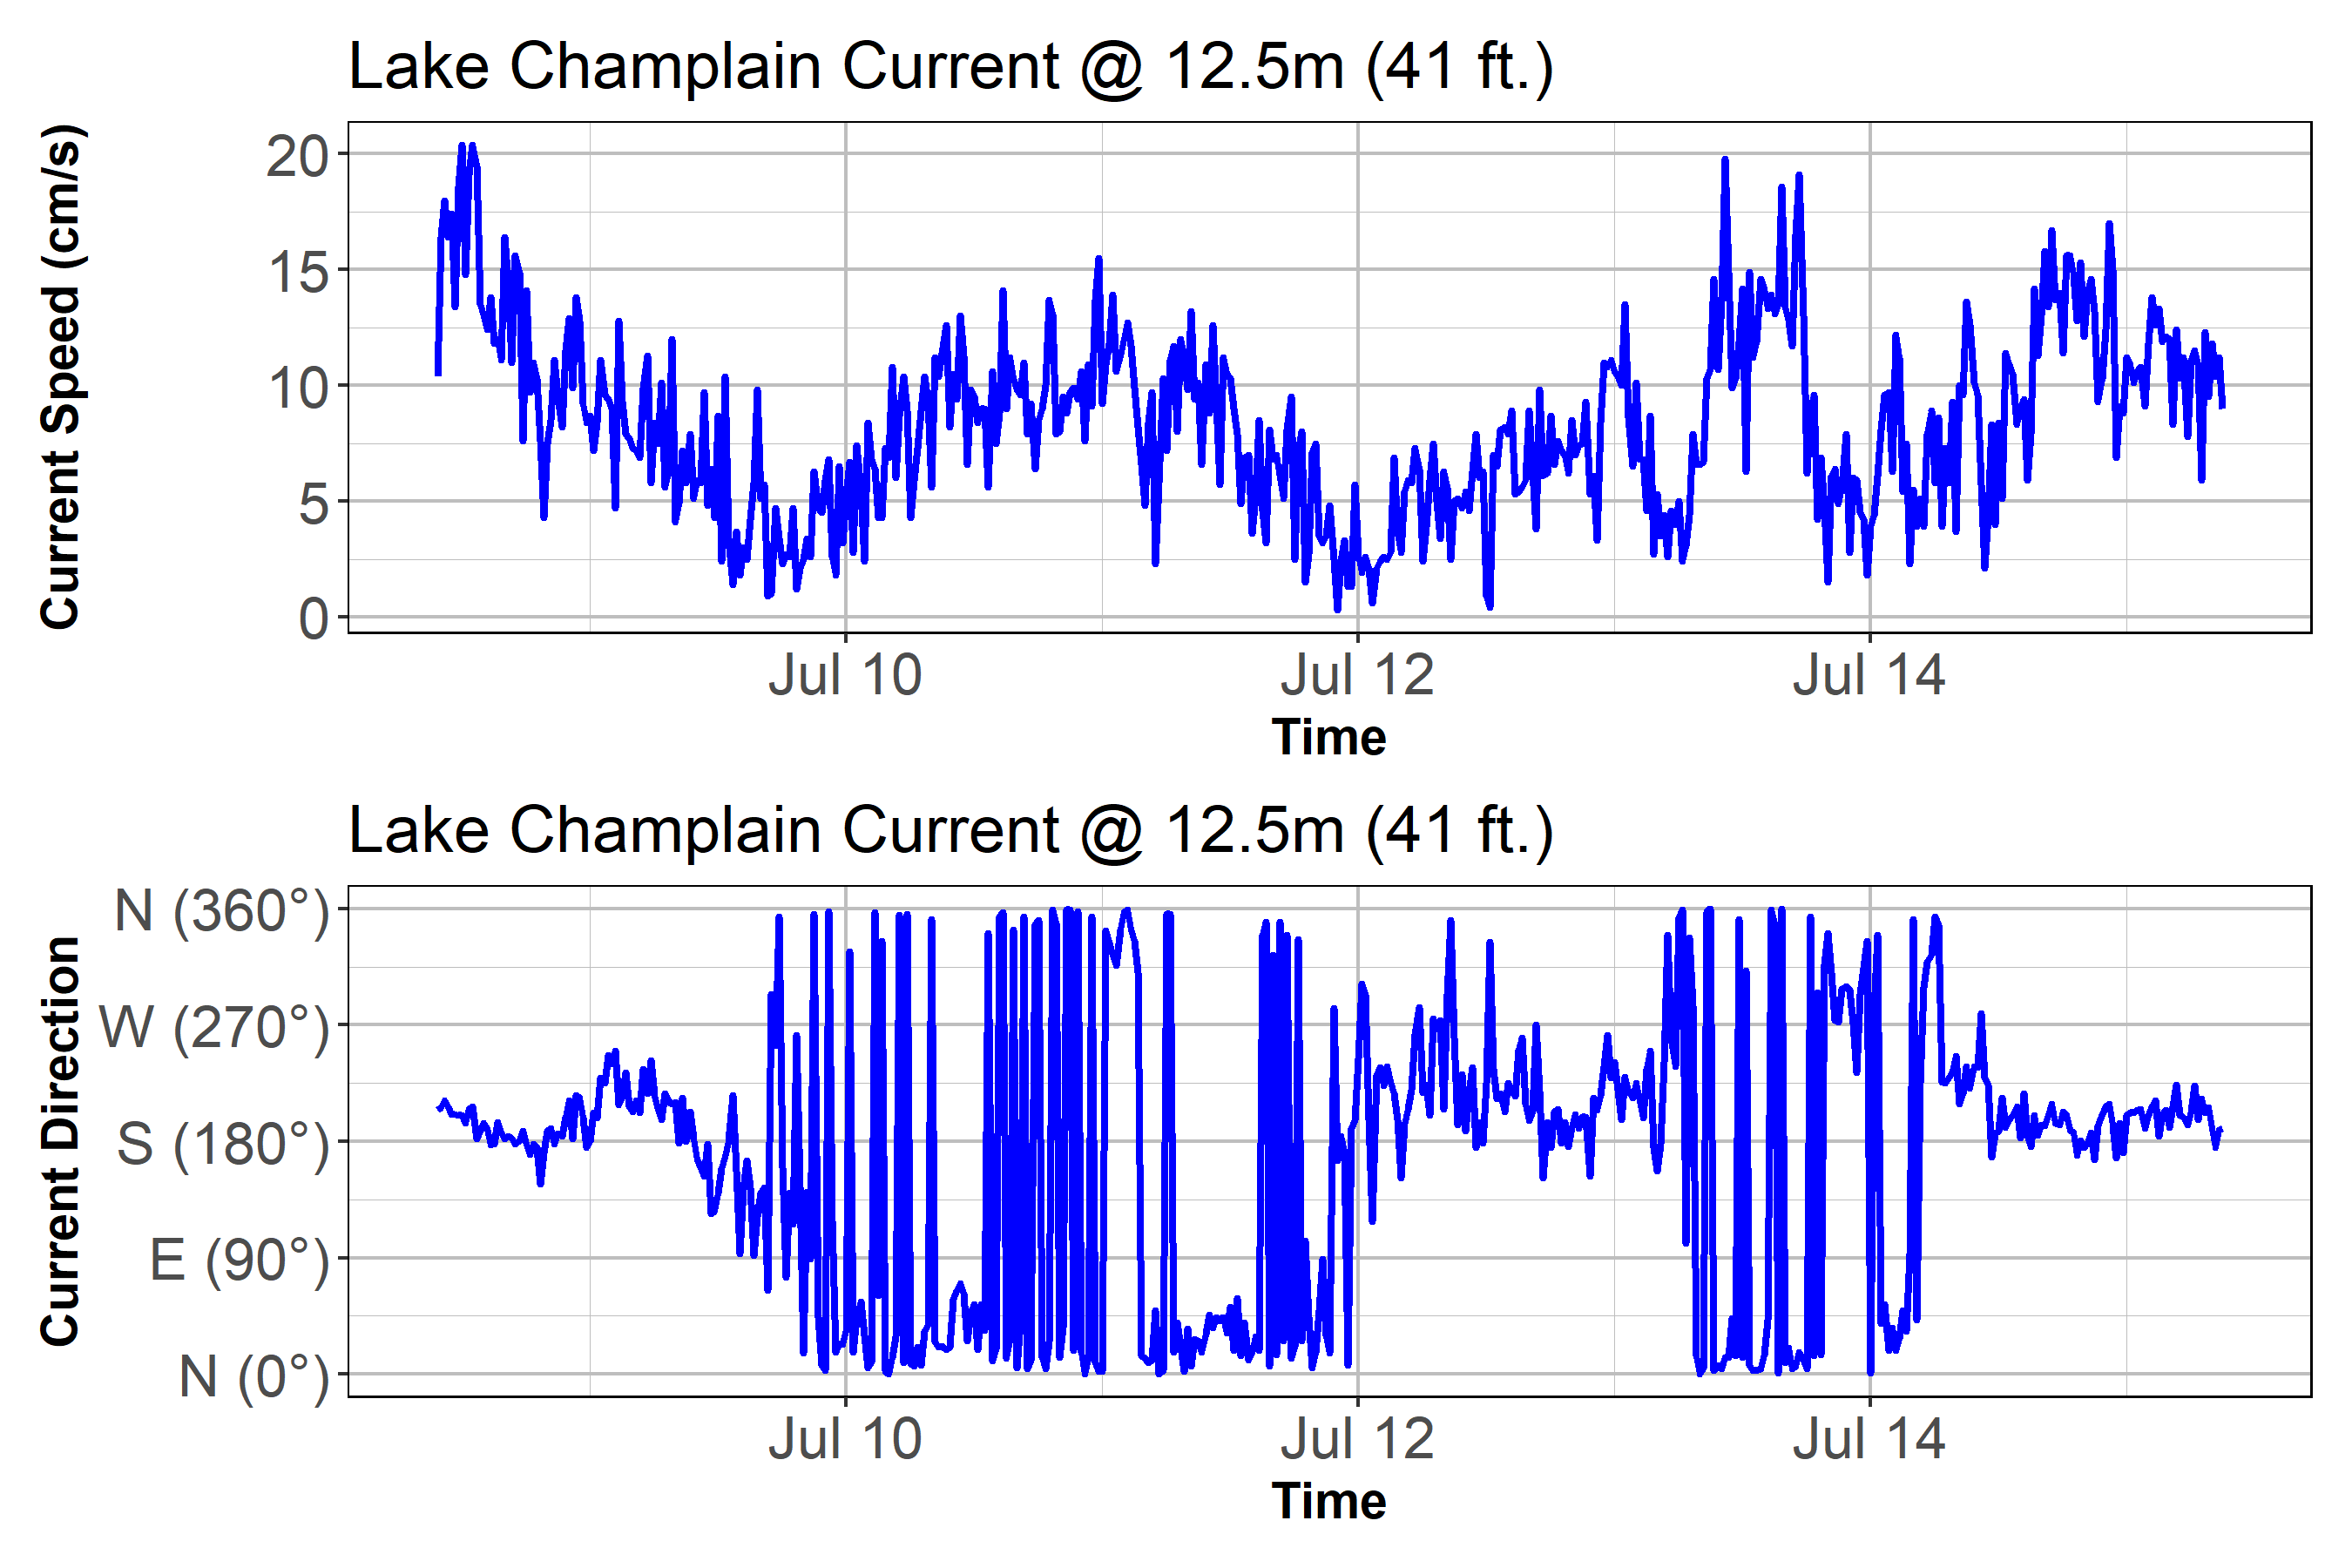 Lake Champlain Current @ 12.5m (41 ft.)
Current Speed (cm/s)
20
15
10
5
0
Jul 10
Jul 12
Jul 14
Time
Lake Champlain Current @ 12.5m (41 ft.)
Current Direction
N (360°)
W (270°)
S (180°)
E (90°)
N (0°)
Jul 10
Jul 12
Jul 14
Time